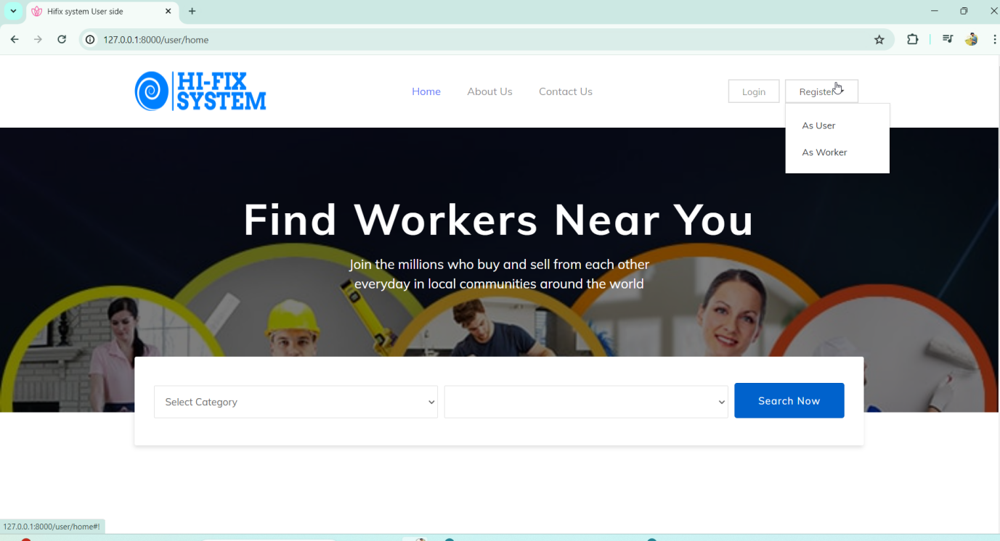 Hifix system User side
127.0.0.1:8000/user/home
HI-FIX
SYSTEM
Home
About Us
Contact Us
Login
Register
As User
As Worker
Find Workers Near You
Join the millions who buy and sell from each other
everyday in local communities around the world
Select Category
Search Now
127.0.0.1:8000/user/home#!